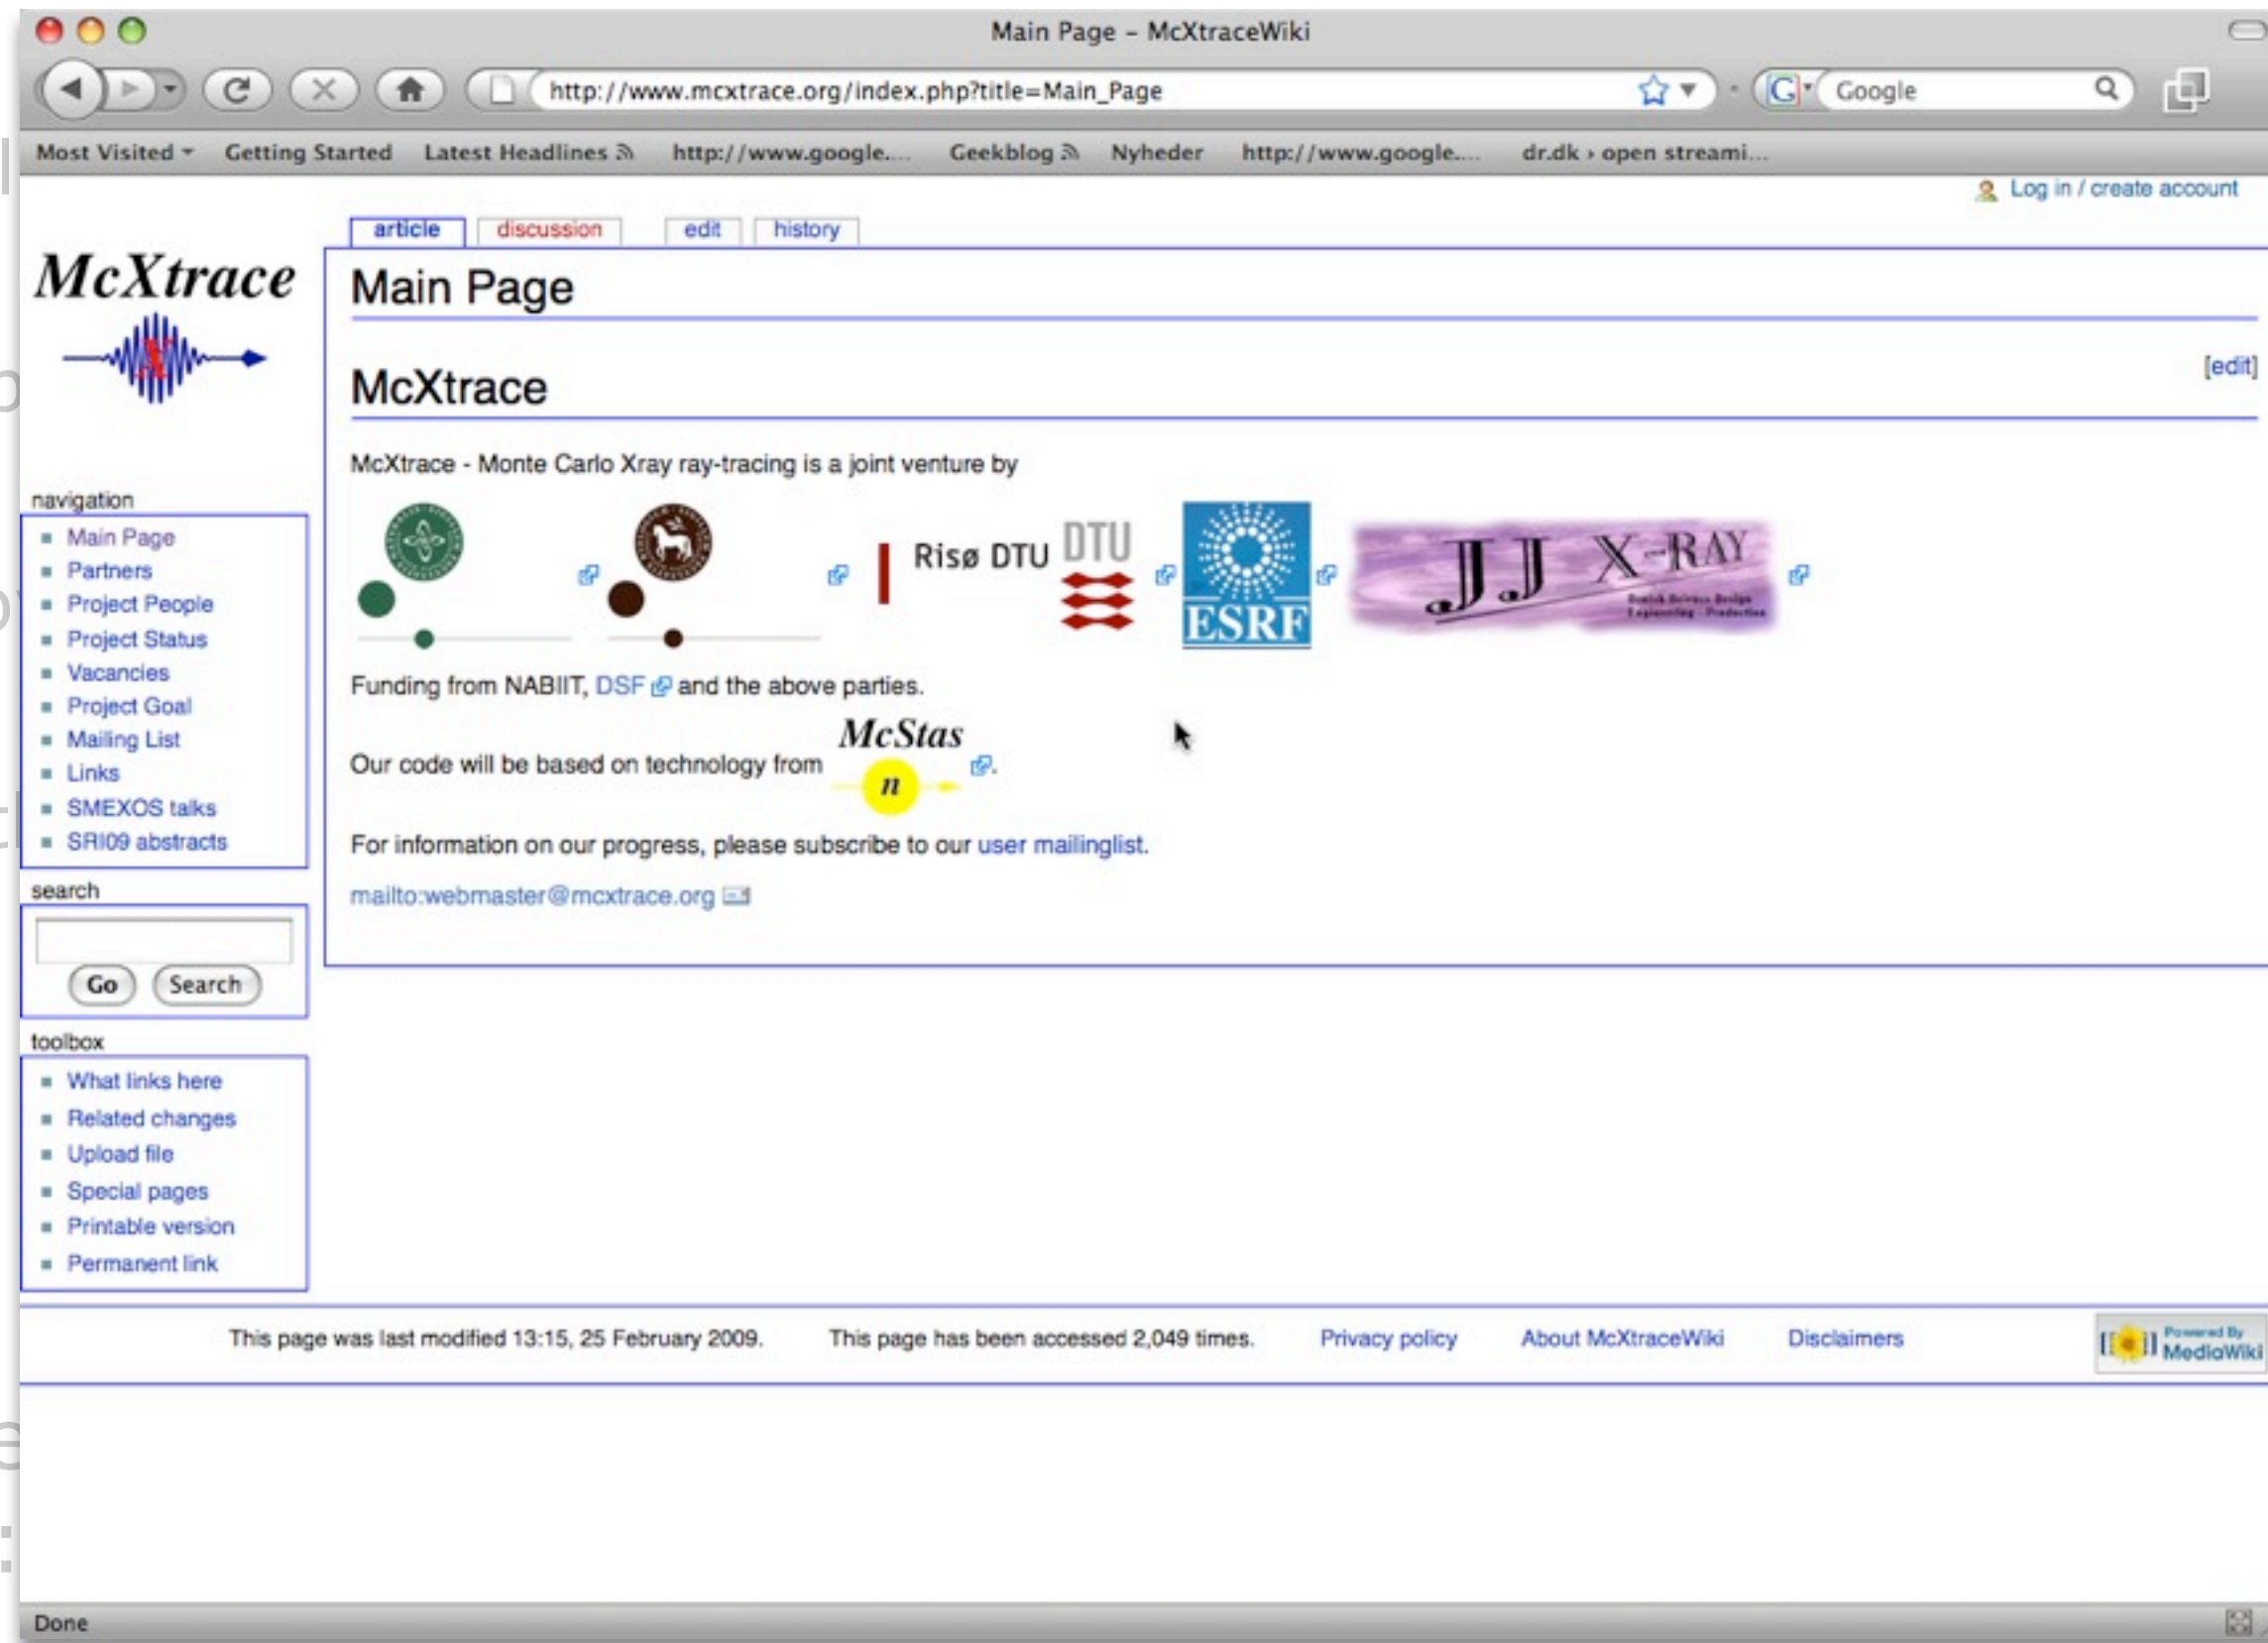 Main Page – McXtraceWiki
http://www.mcxtrace.org/index.php?title=Main_Page
Google
Most Visited Getting Started Latest Headlines http://www.google.... Geekblog Nyheder http://www.google.... dr.dk › open streami...
Log in / create account
article discussion edit history
McXtrace
Main Page
McXtrace
[edit]
McXtrace - Monte Carlo Xray ray-tracing is a joint venture by
Risø DTU DTU
ESRF
JJ X-RAY
Funding from NABIIT, DSF and the above parties.
McStas
n
Our code will be based on technology from .
For information on our progress, please subscribe to our user mailinglist.
mailto:webmaster@mcxtrace.org
navigation
Main Page
Partners
Project People
Project Status
Vacancies
Project Goal
Mailing List
Links
SMEXOS talks
SRI09 abstracts
search
Go Search
toolbox
What links here
Related changes
Upload file
Special pages
Printable version
Permanent link
This page was last modified 13:15, 25 February 2009. This page has been accessed 2,049 times. Privacy policy About McXtraceWiki Disclaimers
Powered By
MediaWiki
Done